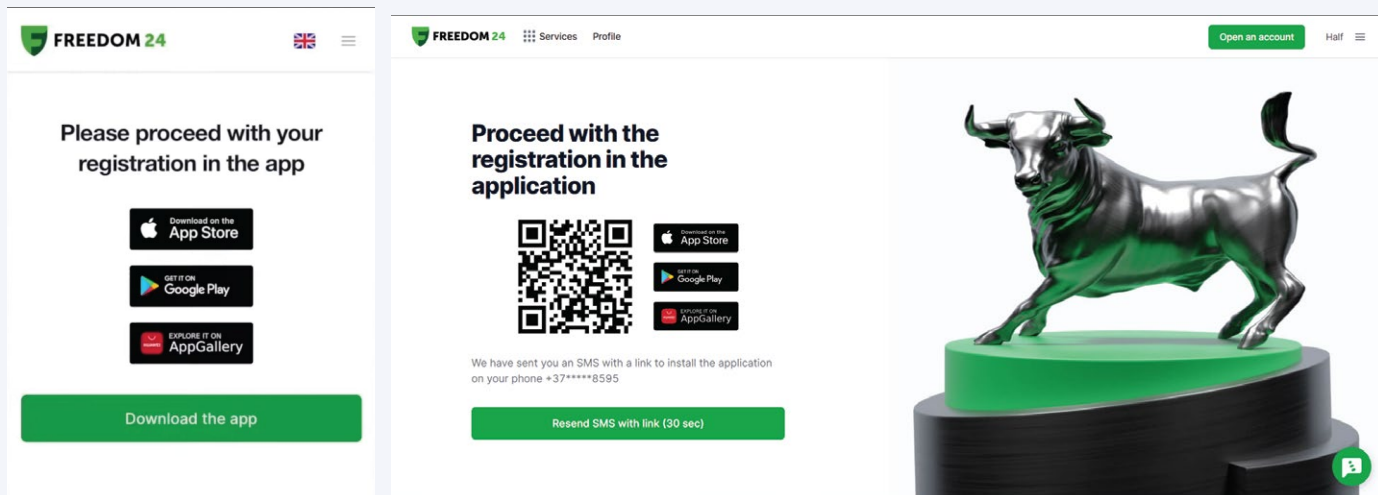 FREEDOM 24
Please proceed with your
registration in the app
Download on the
App Store
GET IT ON
Google Play
HUAWEI
EXPLORE IT ON
AppGallery
Download the app
FREEDOM 24
Services
Profile
Open an account
Half
Proceed with the
registration in the
application
Download on the
App Store
GET IT ON
Google Play
EXPLORE IT ON
AppGallery
We have sent you an SMS with a link to install the application
on your phone +37*****8595
Resend SMS with link (30 sec)